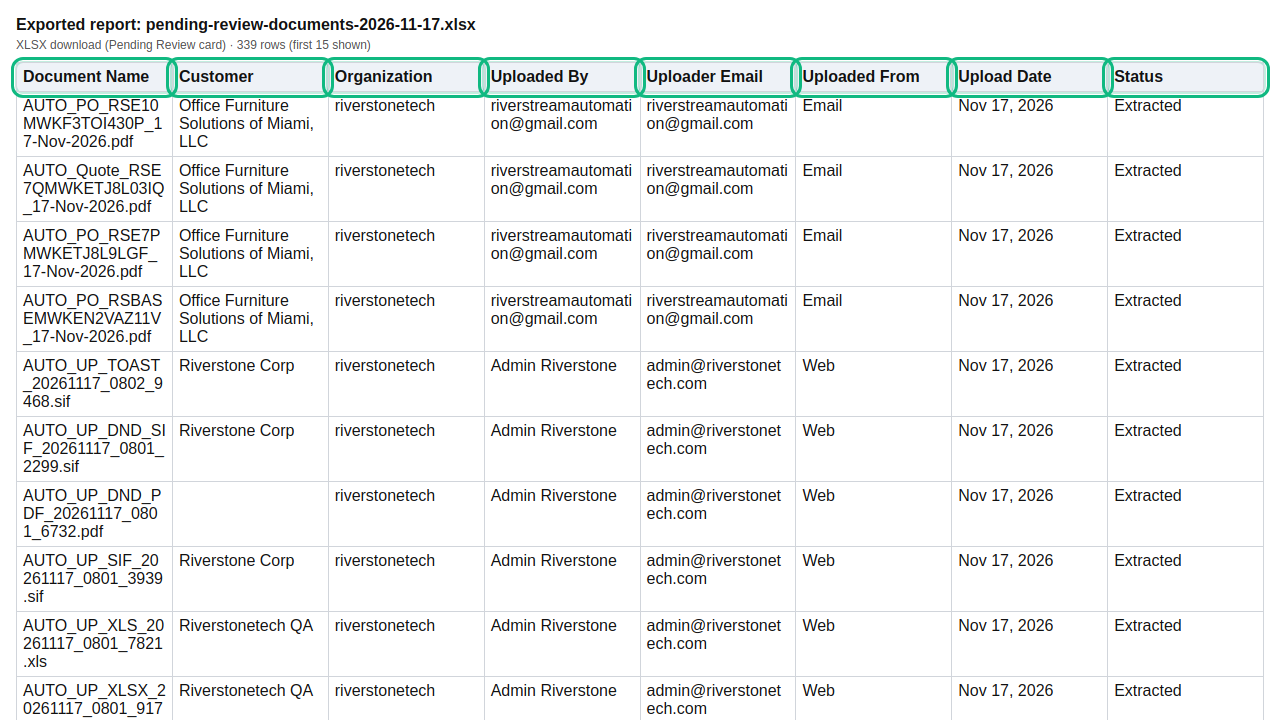 Exported report: pending-review-documents-2026-11-17.xlsx
XLSX download (Pending Review card) · 339 rows (first 15 shown)
Document Name Customer Organization Uploaded By Uploader Email Uploaded From Upload Date Status
AUTO_PO_RSE10 Office Furniture riverstonetech riverstreamautomati riverstreamautomati Email Nov 17, 2026 Extracted
MWKF3TOI430P_1 Solutions of Miami, on@gmail.com on@gmail.com
7-Nov-2026.pdf LLC
AUTO_Quote_RSE Office Furniture riverstonetech riverstreamautomati riverstreamautomati Email Nov 17, 2026 Extracted
7QMWKETJ8L03IQ Solutions of Miami, on@gmail.com on@gmail.com
_17-Nov-2026.pdf LLC
AUTO_PO_RSE7P Office Furniture riverstonetech riverstreamautomati riverstreamautomati Email Nov 17, 2026 Extracted
MWKETJ8L9LGF_ Solutions of Miami, on@gmail.com on@gmail.com
17-Nov-2026.pdf LLC
AUTO_PO_RSBAS Office Furniture riverstonetech riverstreamautomati riverstreamautomati Email Nov 17, 2026 Extracted
EMWKEN2VAZ11V Solutions of Miami, on@gmail.com on@gmail.com
_17-Nov-2026.pdf LLC
AUTO_UP_TOAST Riverstone Corp riverstonetech Admin Riverstone admin@riverstonet Web Nov 17, 2026 Extracted
_20261117_0802_9 ech.com
468.sif
AUTO_UP_DND_SI Riverstone Corp riverstonetech Admin Riverstone admin@riverstonet Web Nov 17, 2026 Extracted
F_20261117_0801_ ech.com
2299.sif
AUTO_UP_DND_P riverstonetech Admin Riverstone admin@riverstonet Web Nov 17, 2026 Extracted
DF_20261117_080 ech.com
1_6732.pdf
AUTO_UP_SIF_20 Riverstone Corp riverstonetech Admin Riverstone admin@riverstonet Web Nov 17, 2026 Extracted
261117_0801_3939 ech.com
.sif
AUTO_UP_XLS_20 Riverstonetech QA riverstonetech Admin Riverstone admin@riverstonet Web Nov 17, 2026 Extracted
261117_0801_7821 ech.com
.xls
AUTO_UP_XLSX_2 Riverstonetech QA riverstonetech Admin Riverstone admin@riverstonet Web Nov 17, 2026 Extracted
0261117_0801_917 ech.com